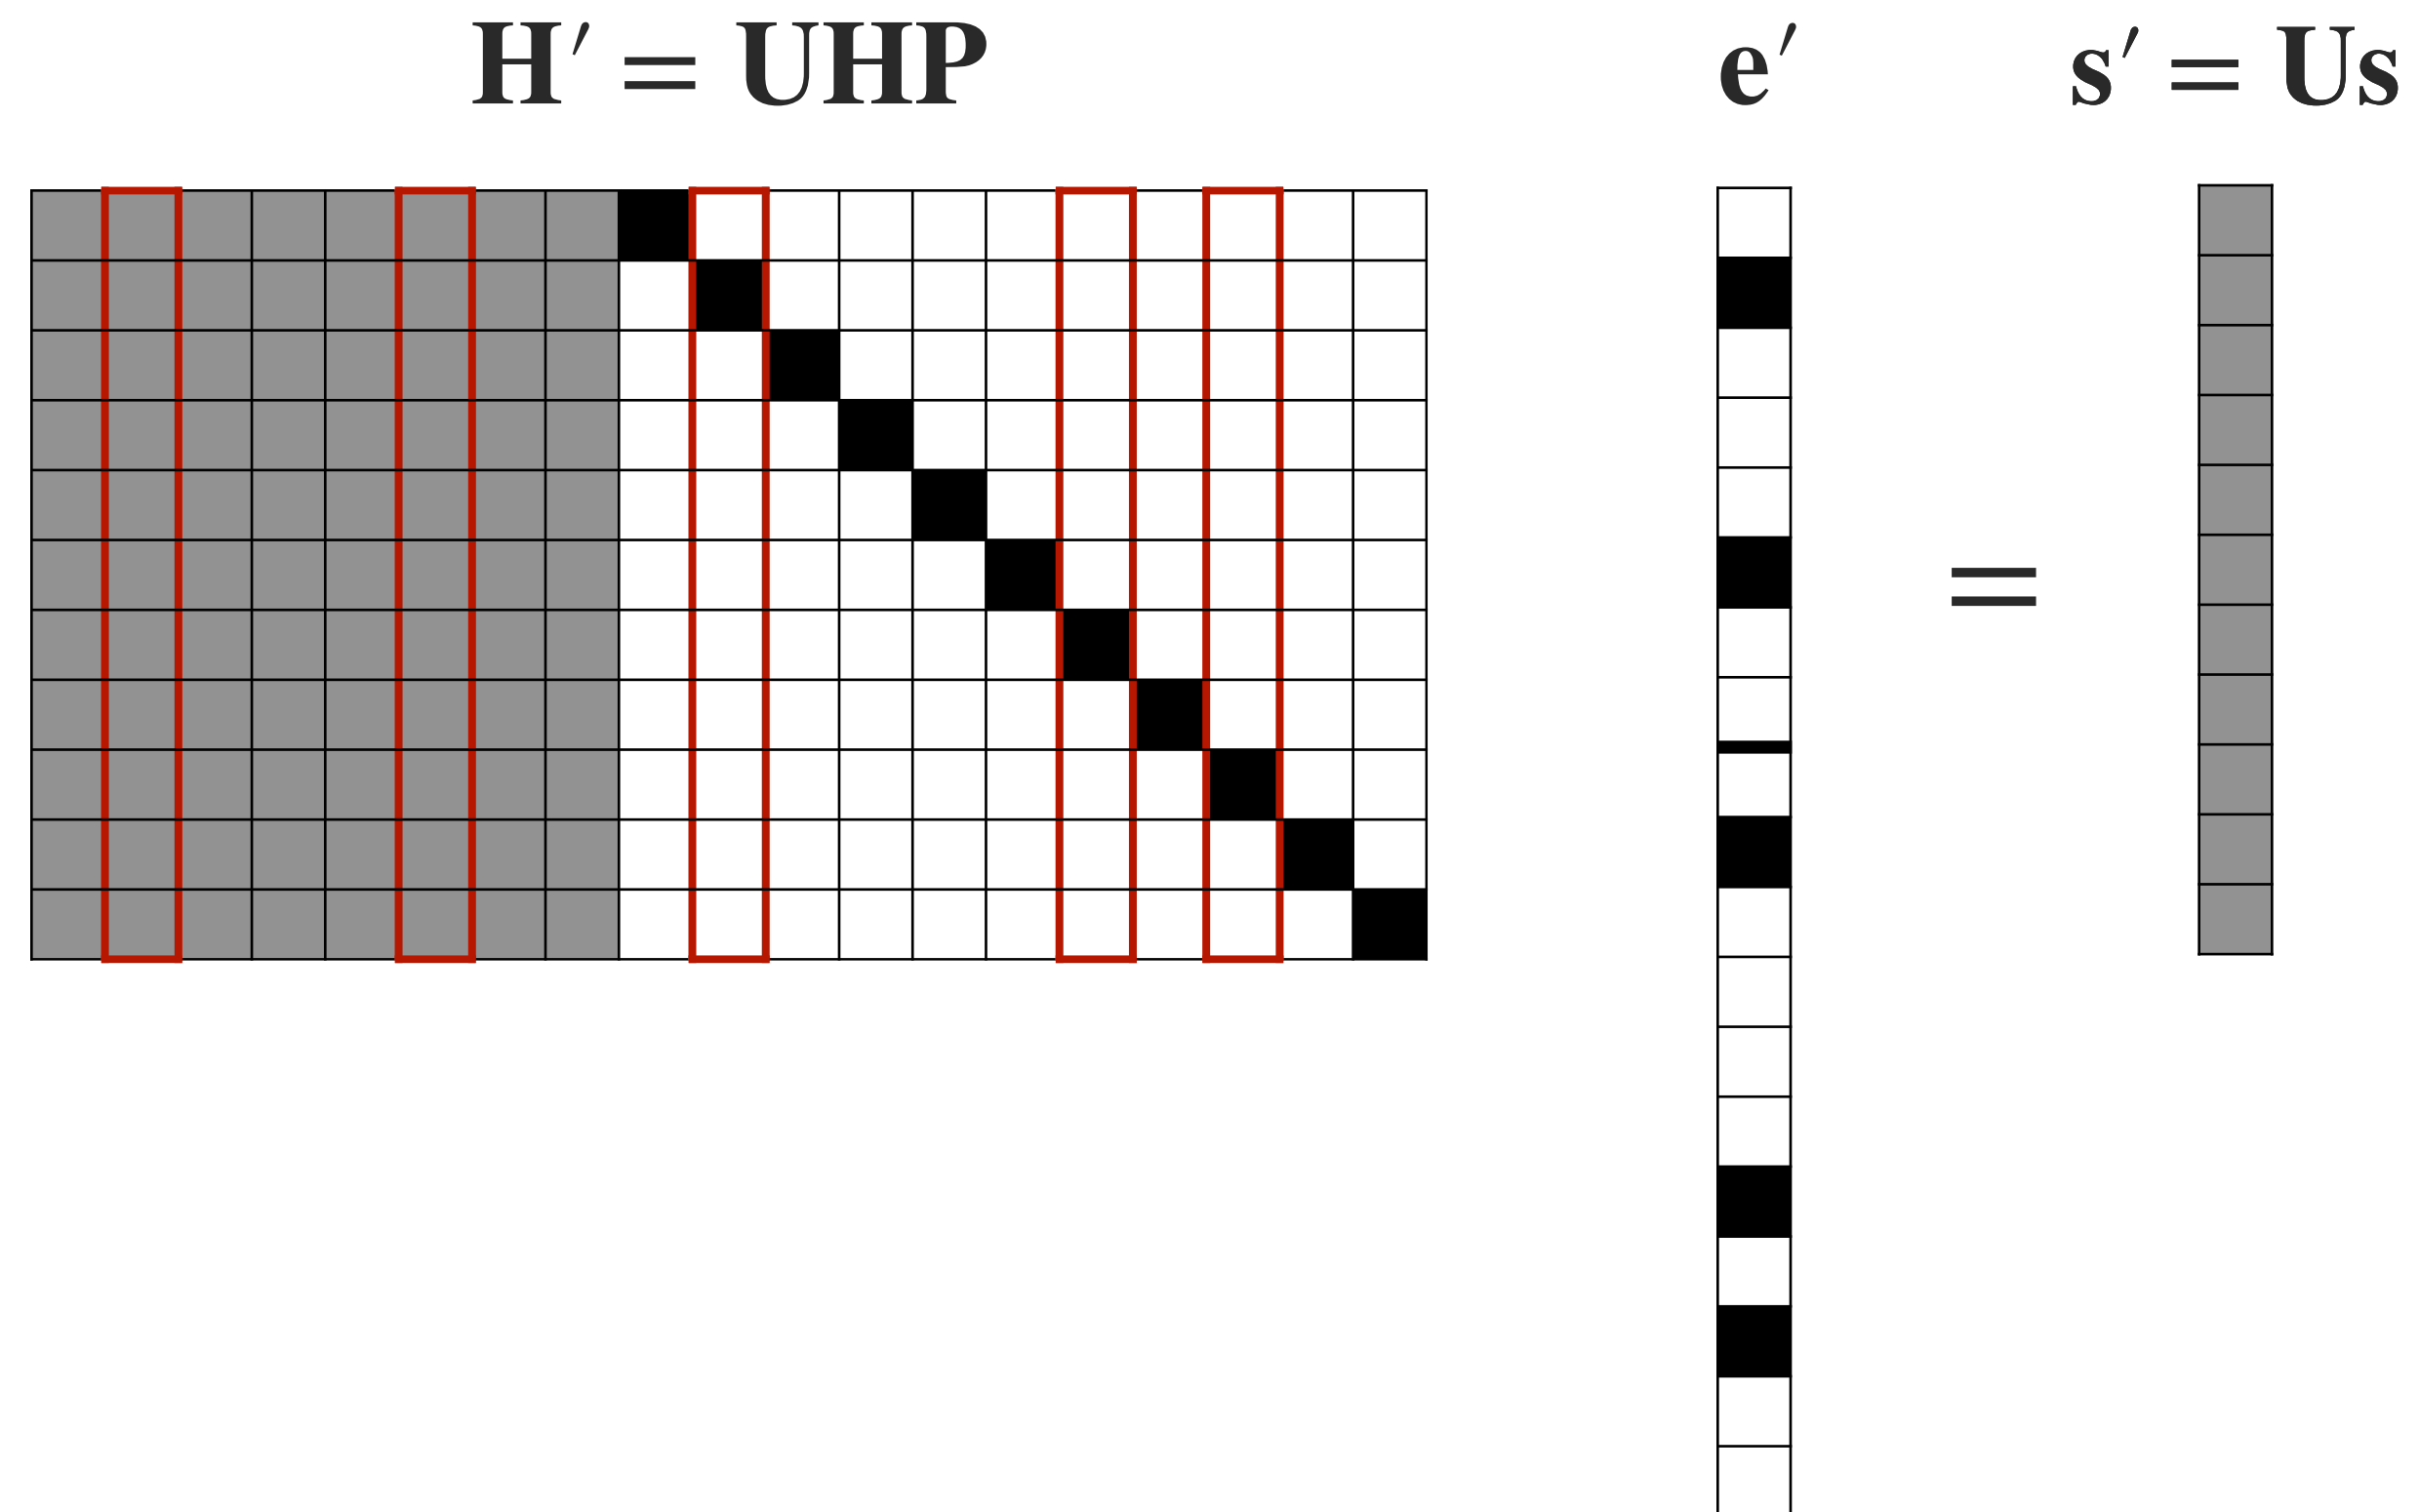 H′ = UHP
e′
s′ = Us
=